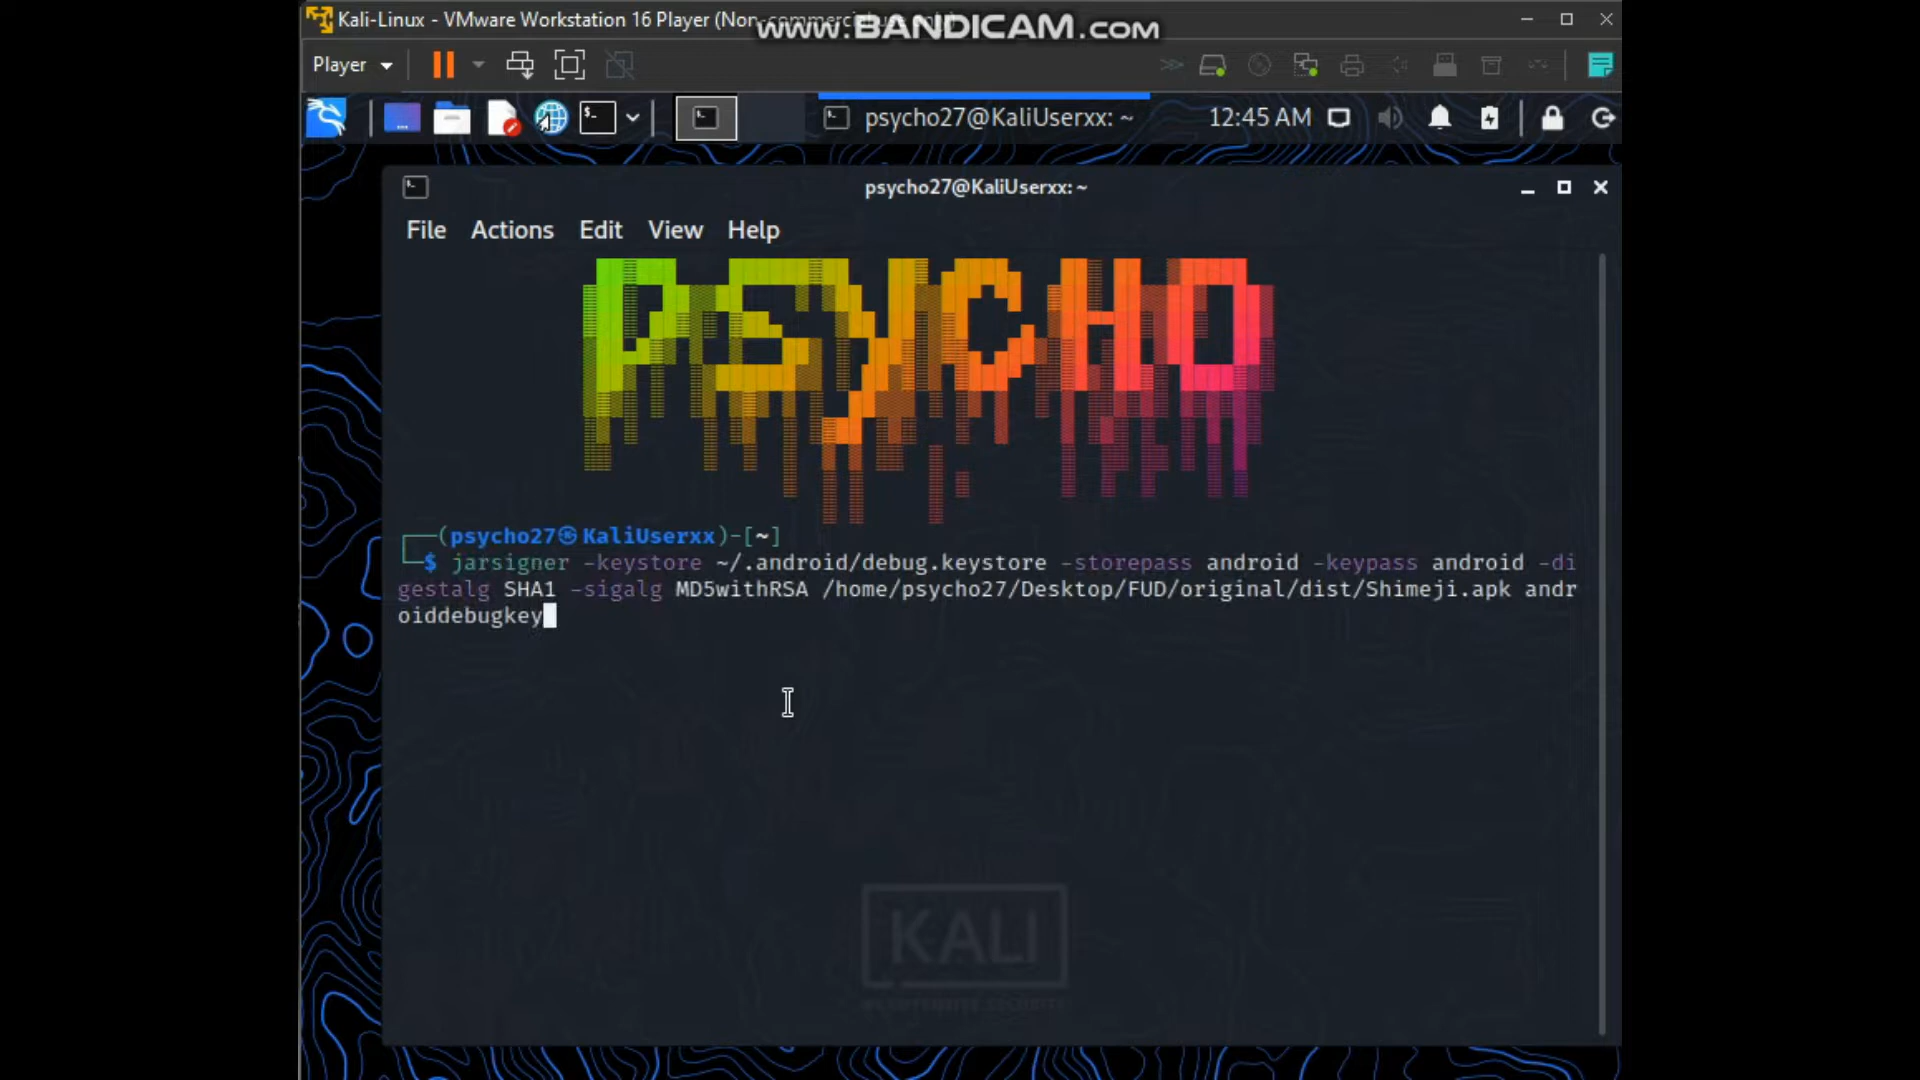 Kali-Linux - VMware Workstation 16 Player (Non-commercial use only)
www.BANDICAM.com
Player
psycho27@KaliUserxx: ~
12:45 AM
psycho27@KaliUserxx: ~
File Actions Edit View Help
PSYCHO
(psycho27㉿KaliUserxx)-[~]
$ jarsigner -keystore ~/.android/debug.keystore -storepass android -keypass android -di
gestalg SHA1 -sigalg MD5withRSA /home/psycho27/Desktop/FUD/original/dist/Shimeji.apk andr
oiddebugkey
KALI